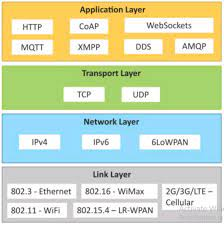 Application Layer
HTTP
CoAP
WebSockets
MQTT
XMPP
DDS
AMQP
Transport Layer
TCP
UDP
Network Layer
IPv4
IPv6
6LoWPAN
Link Layer
802.3 - Ethernet
802.16 - WiMax
2G/3G/LTE –
Cellular
802.11 - WiFi
802.15.4 – LR-WPAN
Activate Wi